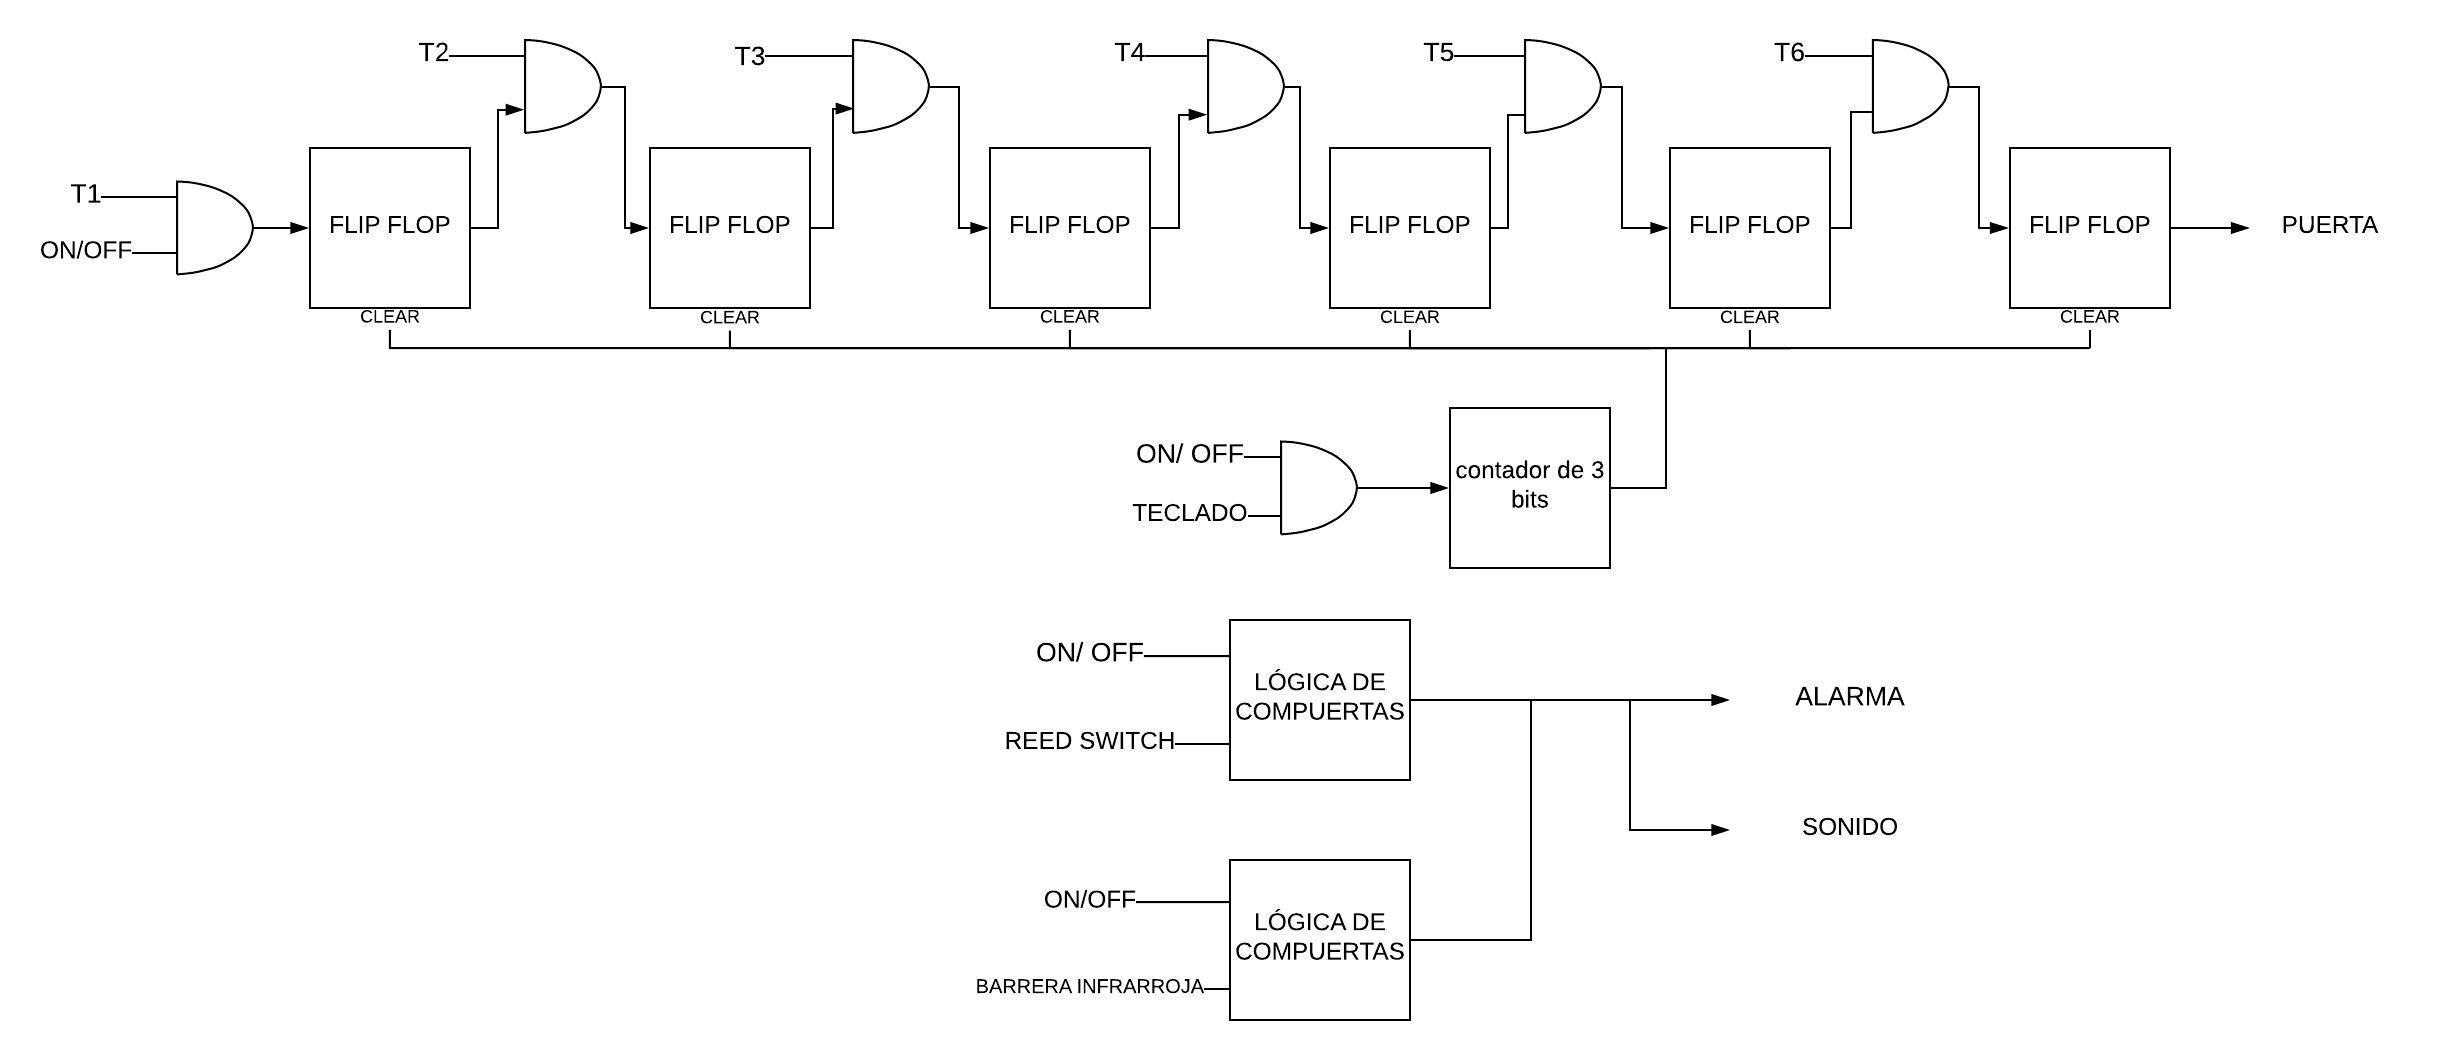 T2
T3
T4
T5
T6
T1
ON/OFF
FLIP FLOP
FLIP FLOP
FLIP FLOP
FLIP FLOP
FLIP FLOP
FLIP FLOP
PUERTA
CLEAR
CLEAR
CLEAR
CLEAR
CLEAR
CLEAR
ON/ OFF
TECLADO
contador de 3
bits
ON/ OFF
REED SWITCH
LÓGICA DE
COMPUERTAS
ALARMA
SONIDO
ON/OFF
BARRERA INFRARROJA
LÓGICA DE
COMPUERTAS